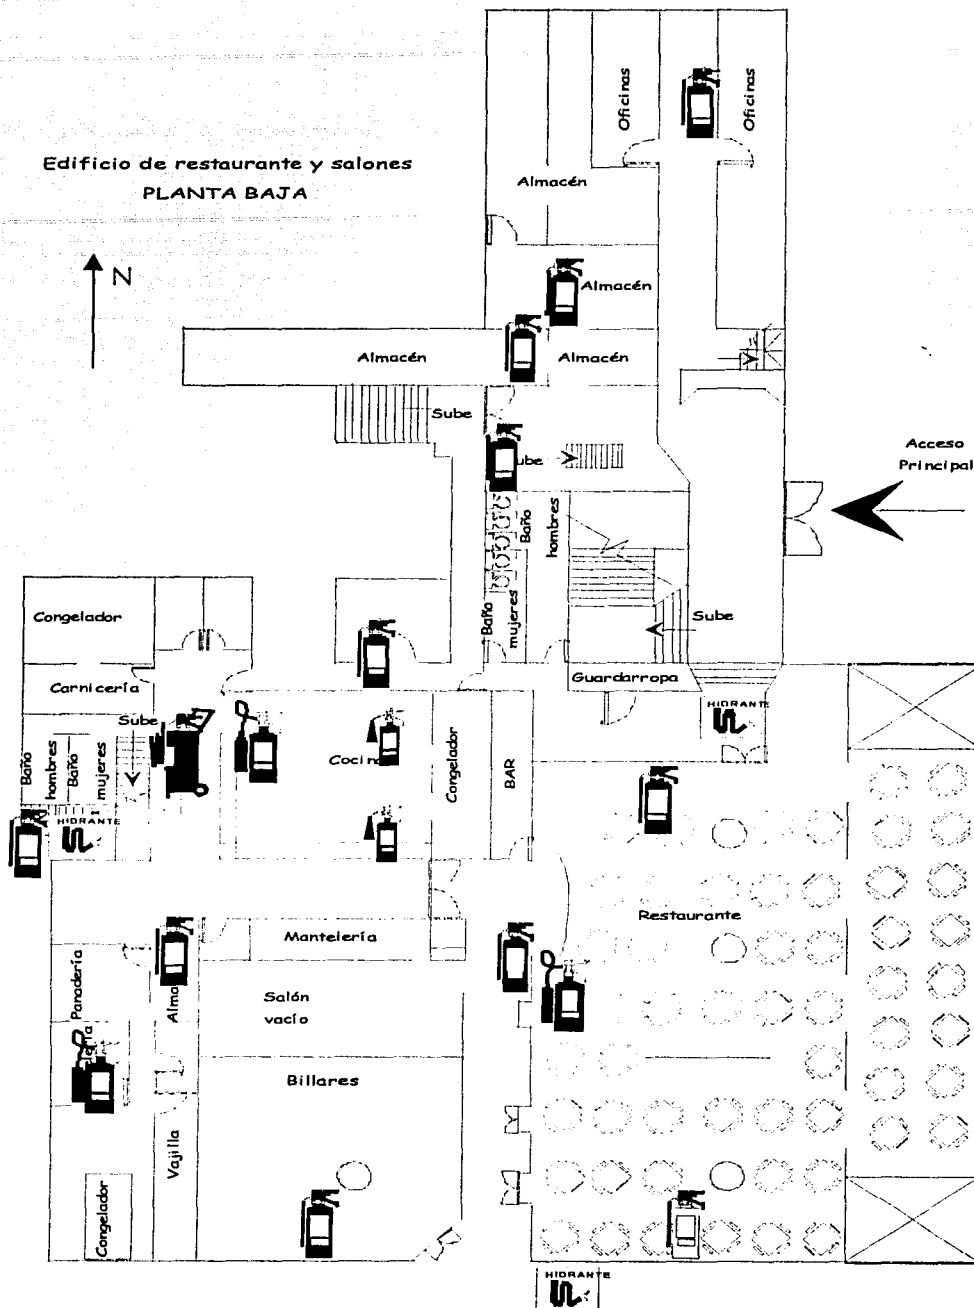 Edificio de restaurante y salones
PLANTA BAJA
N
Oficinas
Oficinas
Almacén
Almacén
Almacén
Almacén
Sube
Acceso
Principal
Baño
hombres
Baño
mujeres
Sube
Guardarropa
HIDRANTE
Congelador
Carnicería
Sube
Baño
hombres
Baño
mujeres
HIDRANTE
Congelador
BAR
Restaurante
Mantelería
Panadería
Salón
vacío
Billares
Vajilla
Congelador
HIDRANTE